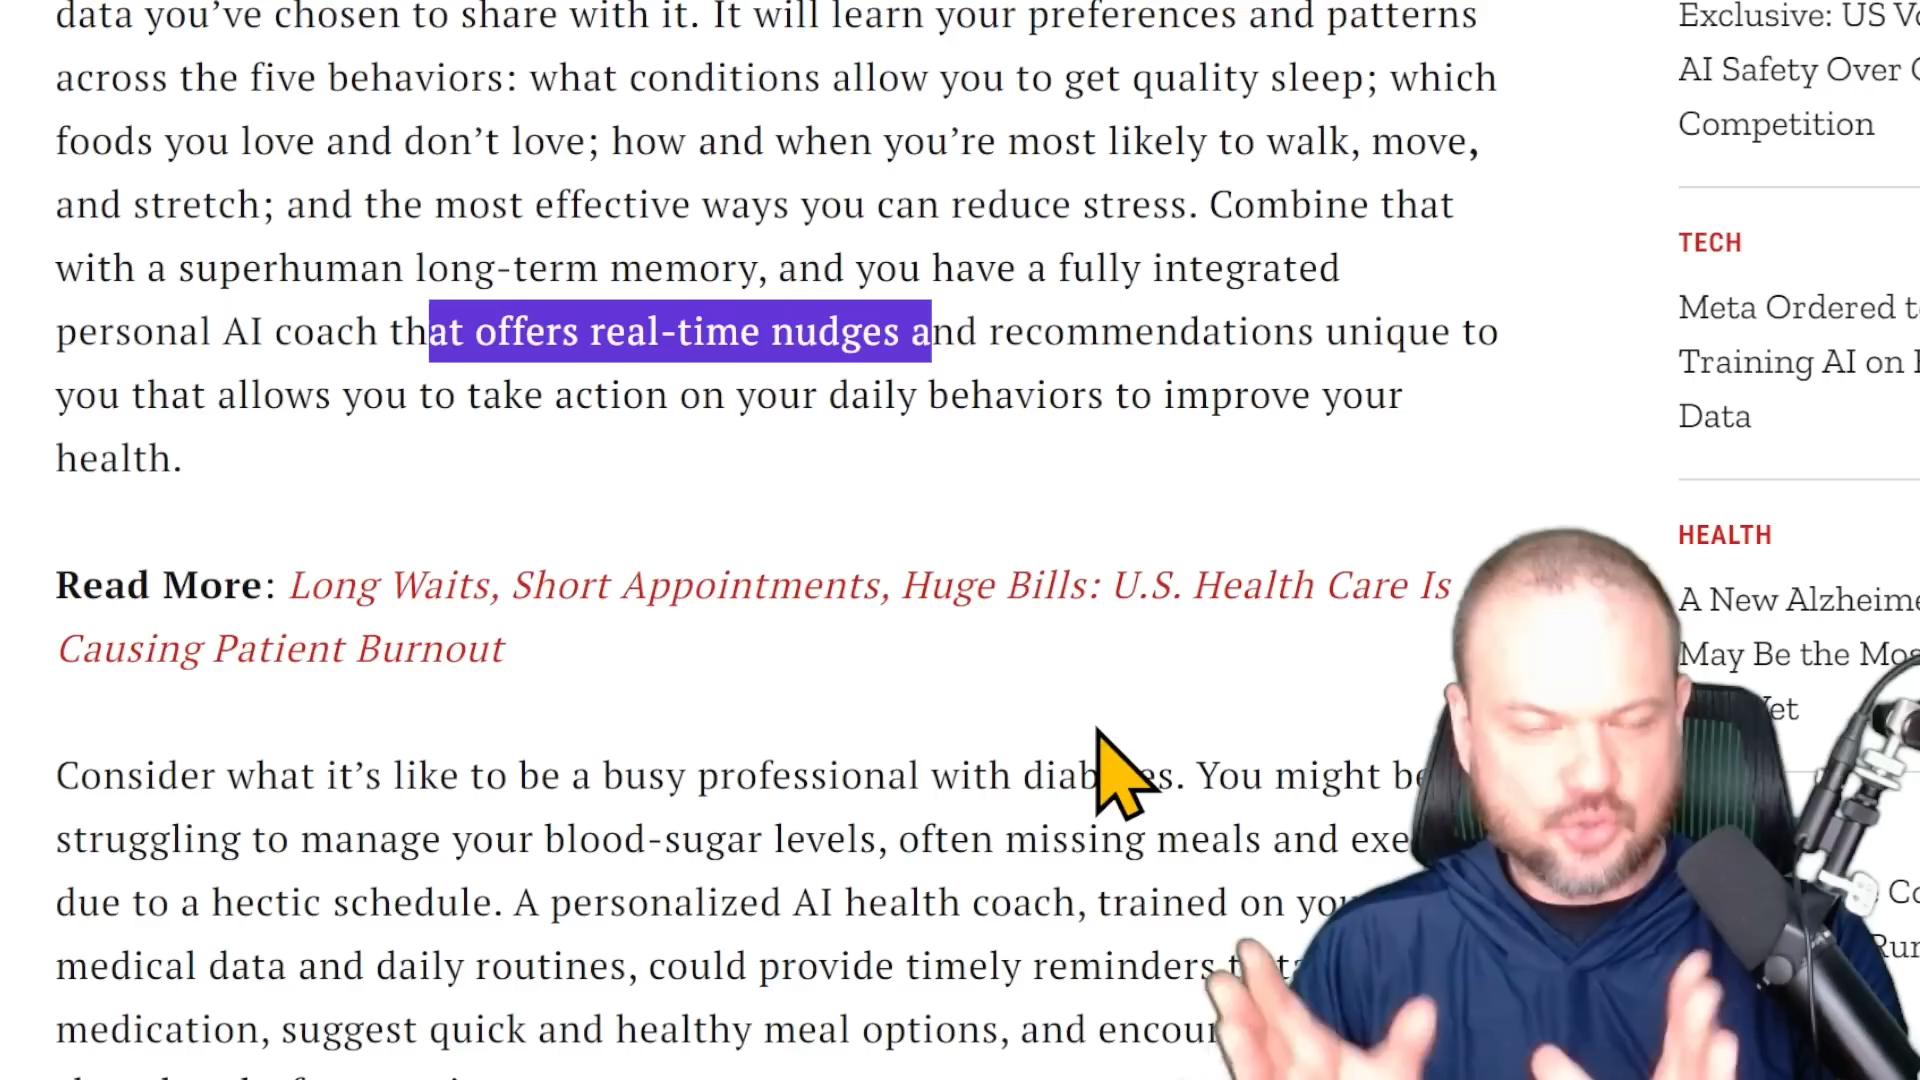 data you’ve chosen to share with it. It will learn your preferences and patterns
across the five behaviors: what conditions allow you to get quality sleep; which
foods you love and don’t love; how and when you’re most likely to walk, move,
and stretch; and the most effective ways you can reduce stress. Combine that
with a superhuman long-term memory, and you have a fully integrated
personal AI coach that offers real-time nudges and recommendations unique to
you that allows you to take action on your daily behaviors to improve your
health.
Read More: Long Waits, Short Appointments, Huge Bills: U.S. Health Care Is
Causing Patient Burnout
Consider what it’s like to be a busy professional with You might
struggling to manage your blood-sugar levels, often missing meals and
due to a hectic schedule. A personalized AI health coach, trained on
medical data and daily routines, could provide timely reminders
medication, suggest quick and healthy meal options, and
Exclusive: US
AI Safety Over
Competition
TECH
Meta Ordered
Training AI on
Data
HEALTH
A New
May Be the